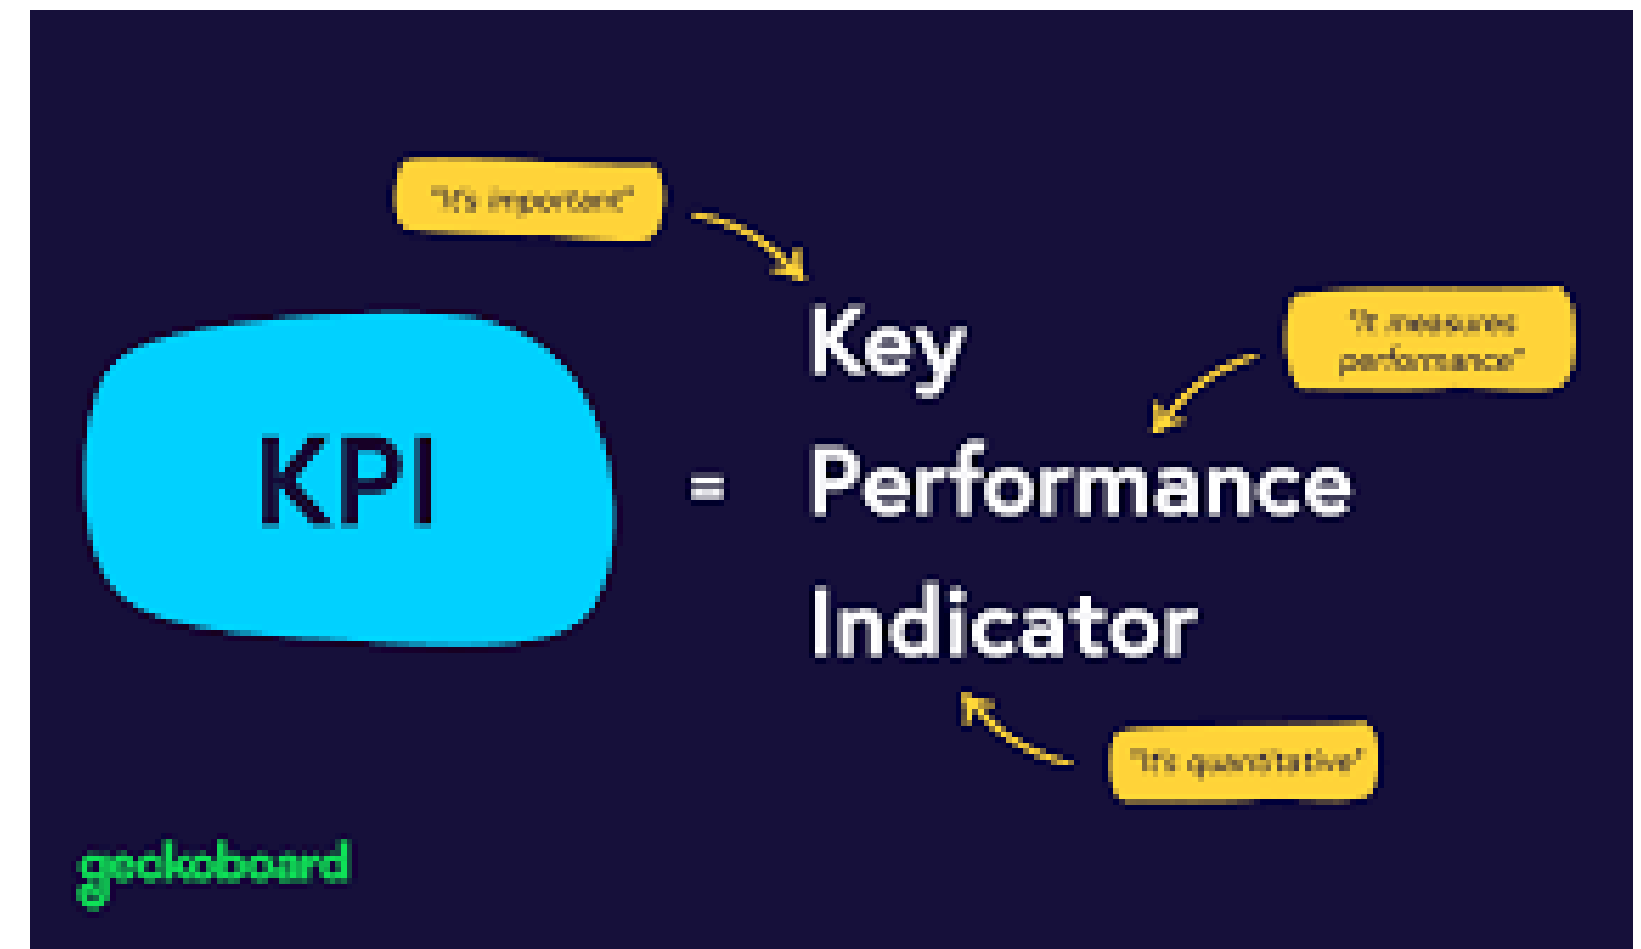 "It's important"
Key
"It measures
performance"
KPI
=
Performance
Indicator
"It's quantitative"
geckoboard